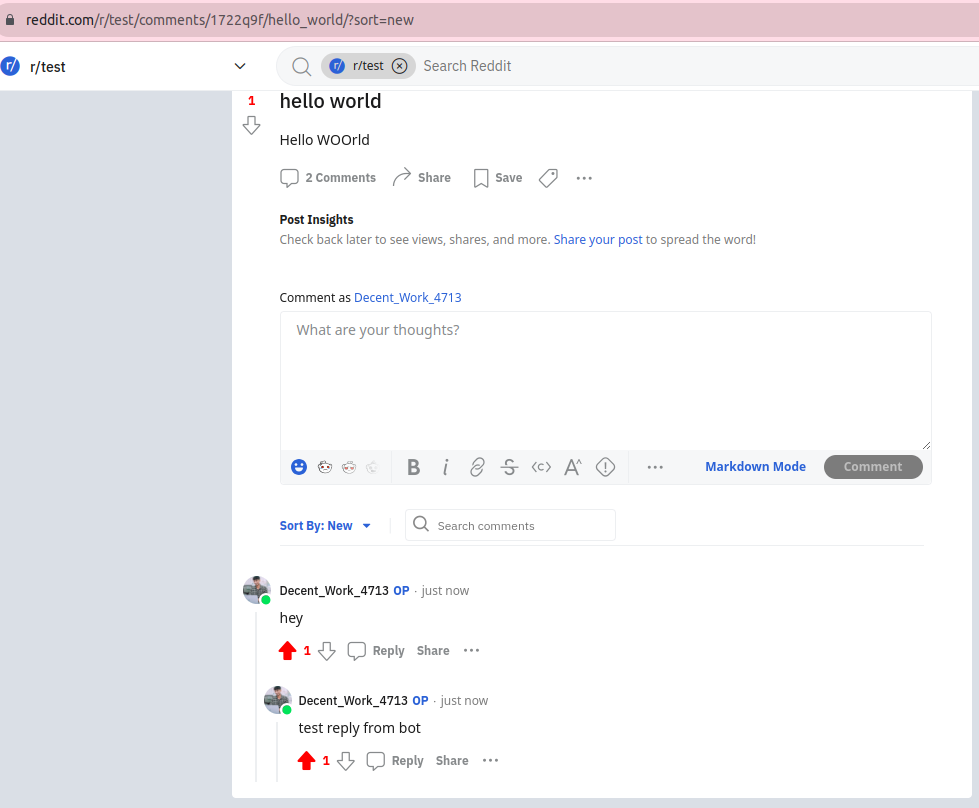 reddit.com/r/test/comments/1722q9f/hello_world/?sort=new
r/ r/test r/ r/test Search Reddit
1 hello world
Hello WOOrld
2 Comments Share Save
Post Insights
Check back later to see views, shares, and more. Share your post to spread the word!
Comment as Decent_Work_4713
What are your thoughts?
B i S <c> A^ ! Markdown Mode Comment
Sort By: New Search comments
Decent_Work_4713 OP · just now
hey
1 Reply Share
Decent_Work_4713 OP · just now
test reply from bot
1 Reply Share